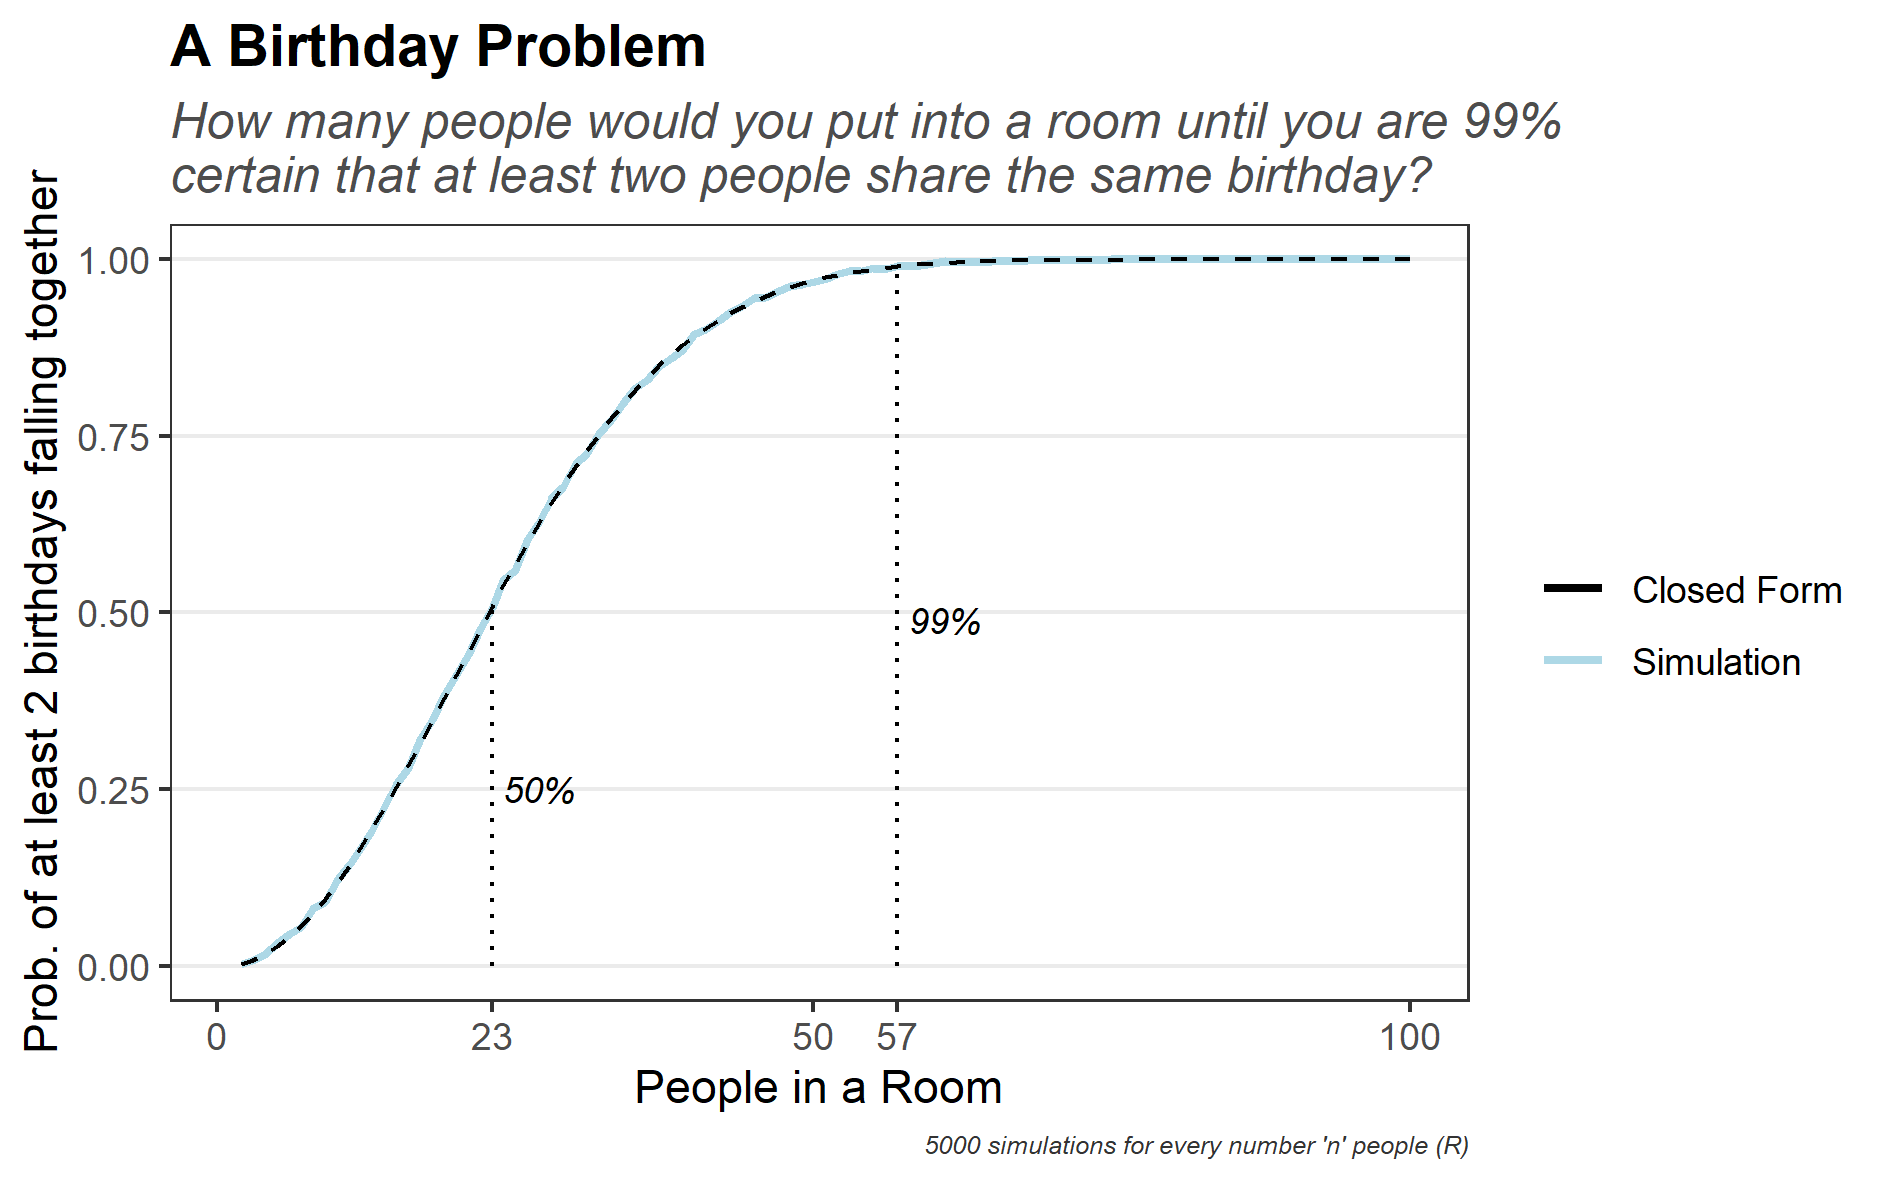 A Birthday Problem
How many people would you put into a room until you are 99%
certain that at least two people share the same birthday?
Prob. of at least 2 birthdays falling together
1.00
0.75
0.50
0.25
0.00
50%
99%
0 23 50 57 100
People in a Room
Closed Form
Simulation
5000 simulations for every number 'n' people (R)